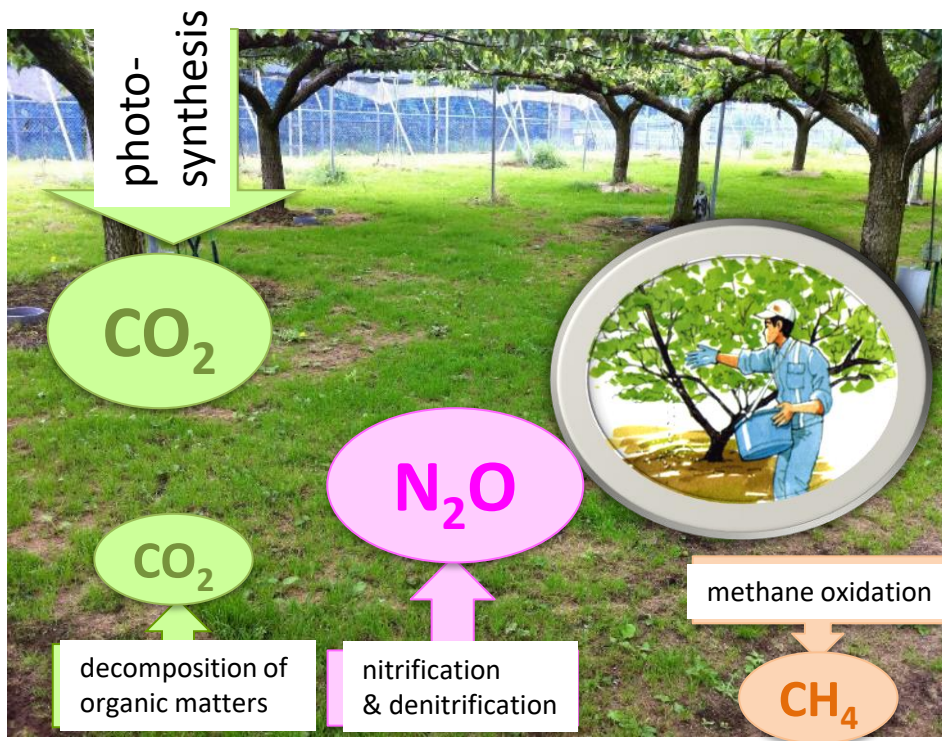 photo-
synthesis
CO₂
N₂O
CO₂
methane oxidation
decomposition of
organic matters
nitrification
& denitrification
CH₄